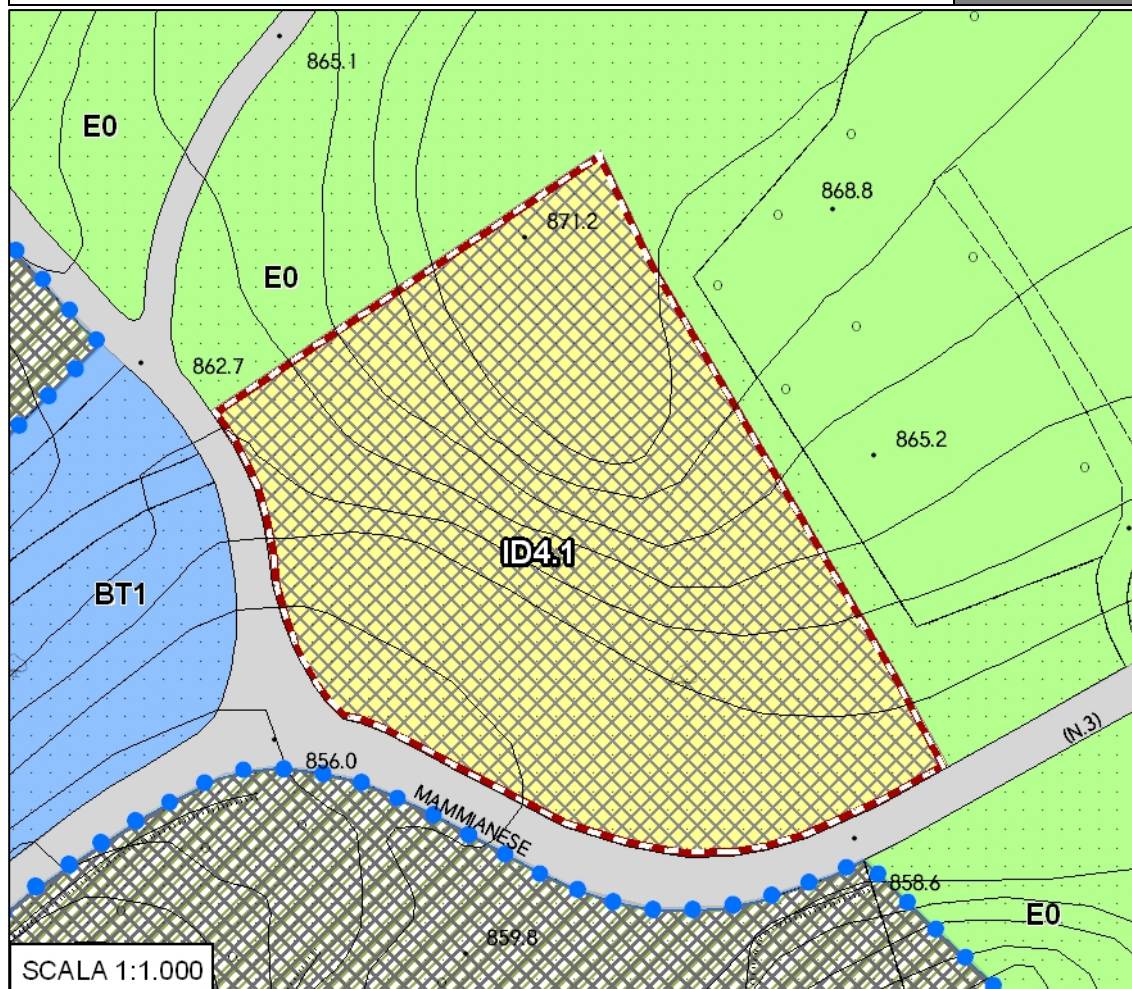 865.1
E0
868.8
871.2
E0
862.7
865.2
ID4.1
BT1
(N.3)
856.0
MAMMIANESE
858.6
E0
859.8
SCALA 1:1.000